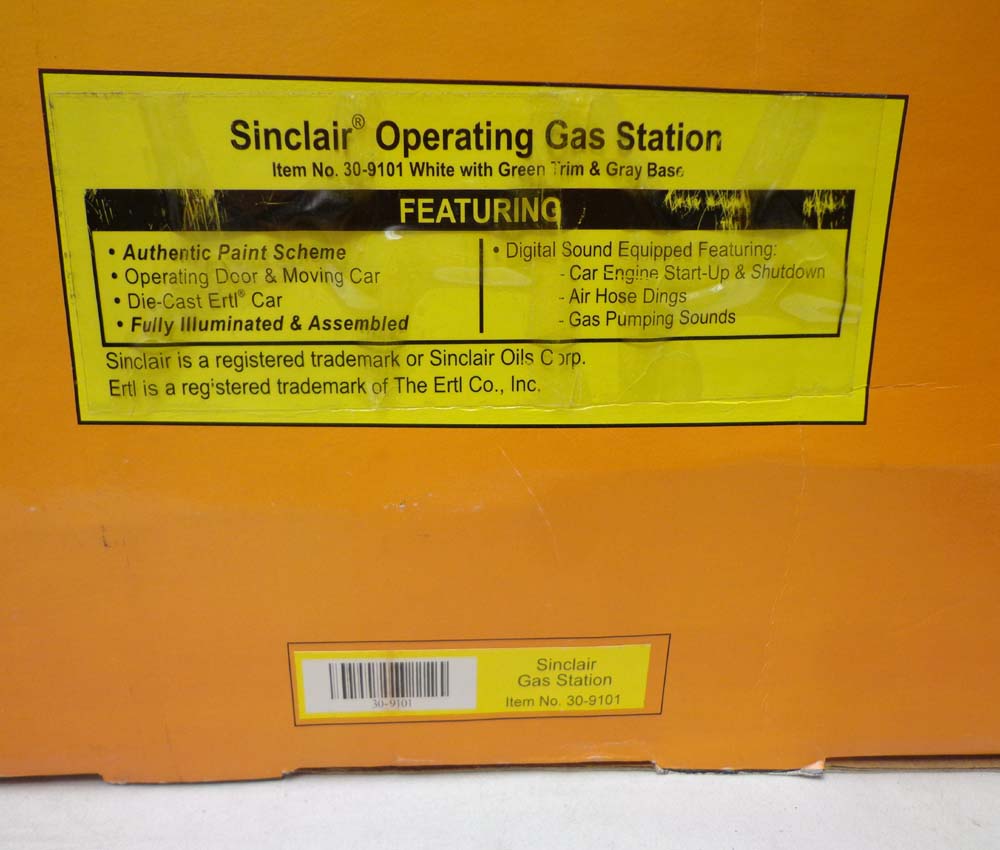 Sinclair® Operating Gas Station
Item No. 30-9101 White with Green Trim & Gray Base
FEATURING
• Authentic Paint Scheme
• Operating Door & Moving Car
• Die-Cast Ertl® Car
• Fully Illuminated & Assembled
• Digital Sound Equipped Featuring:
- Car Engine Start-Up & Shutdown
- Air Hose Dings
- Gas Pumping Sounds
Sinclair is a registered trademark or Sinclair Oils Corp.
Ertl is a registered trademark of The Ertl Co., Inc.
30-9101
Sinclair
Gas Station
Item No. 30-9101